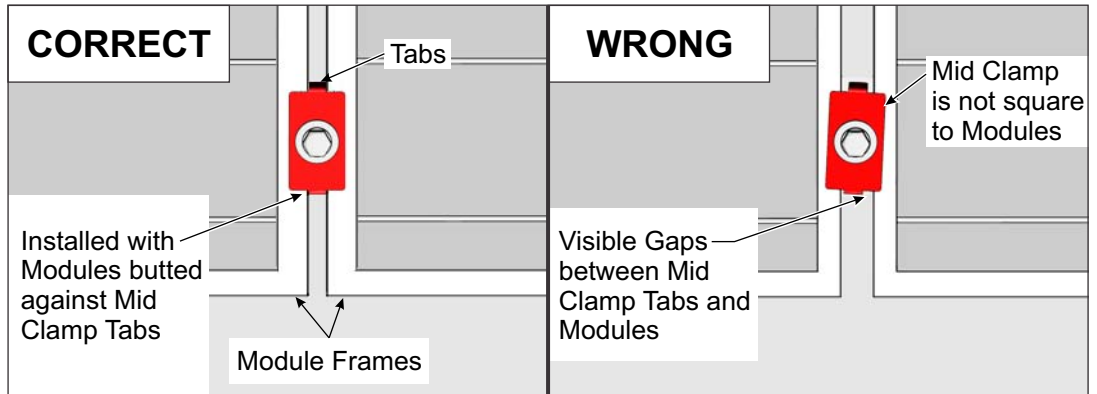 CORRECT
Tabs
Installed with
Modules butted
against Mid
Clamp Tabs
Module Frames
WRONG
Mid Clamp
is not square
to Modules
Visible Gaps
between Mid
Clamp Tabs and
Modules